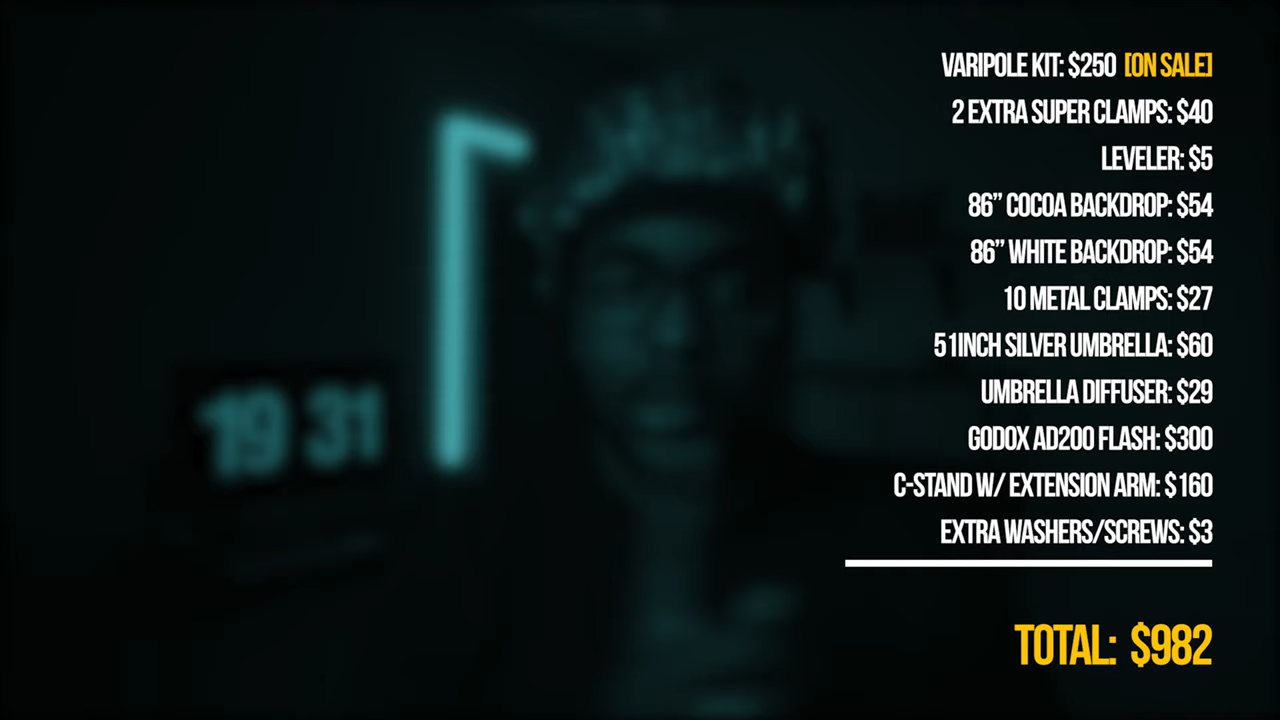 VARIPOLE KIT: $250 [ON SALE]
2 EXTRA SUPER CLAMPS: $40
LEVELER: $5
86” COCOA BACKDROP: $54
86” WHITE BACKDROP: $54
10 METAL CLAMPS: $27
51INCH SILVER UMBRELLA: $60
UMBRELLA DIFFUSER: $29
GODOX AD200 FLASH: $300
C-STAND W/ EXTENSION ARM: $160
EXTRA WASHERS/SCREWS: $3
TOTAL: $982
19 31